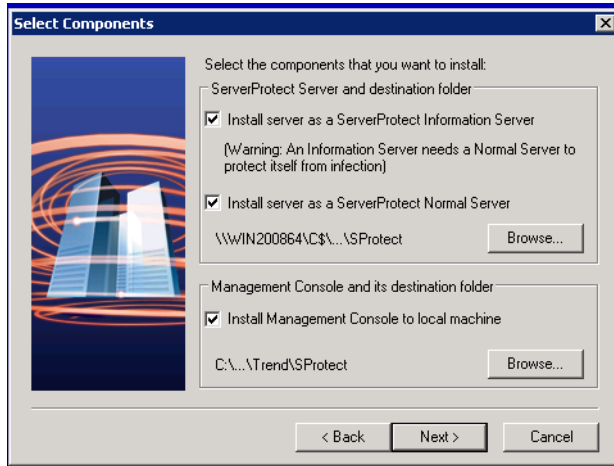 Select Components
Select the components that you want to install:
ServerProtect Server and destination folder
Install server as a ServerProtect Information Server
(Warning: An Information Server needs a Normal Server to
protect itself from infection)
Install server as a ServerProtect Normal Server
\\WIN200864\C$\...\SProtect
Browse...
Management Console and its destination folder
Install Management Console to local machine
C:\...\Trend\SProtect
Browse...
< Back
Next >
Cancel